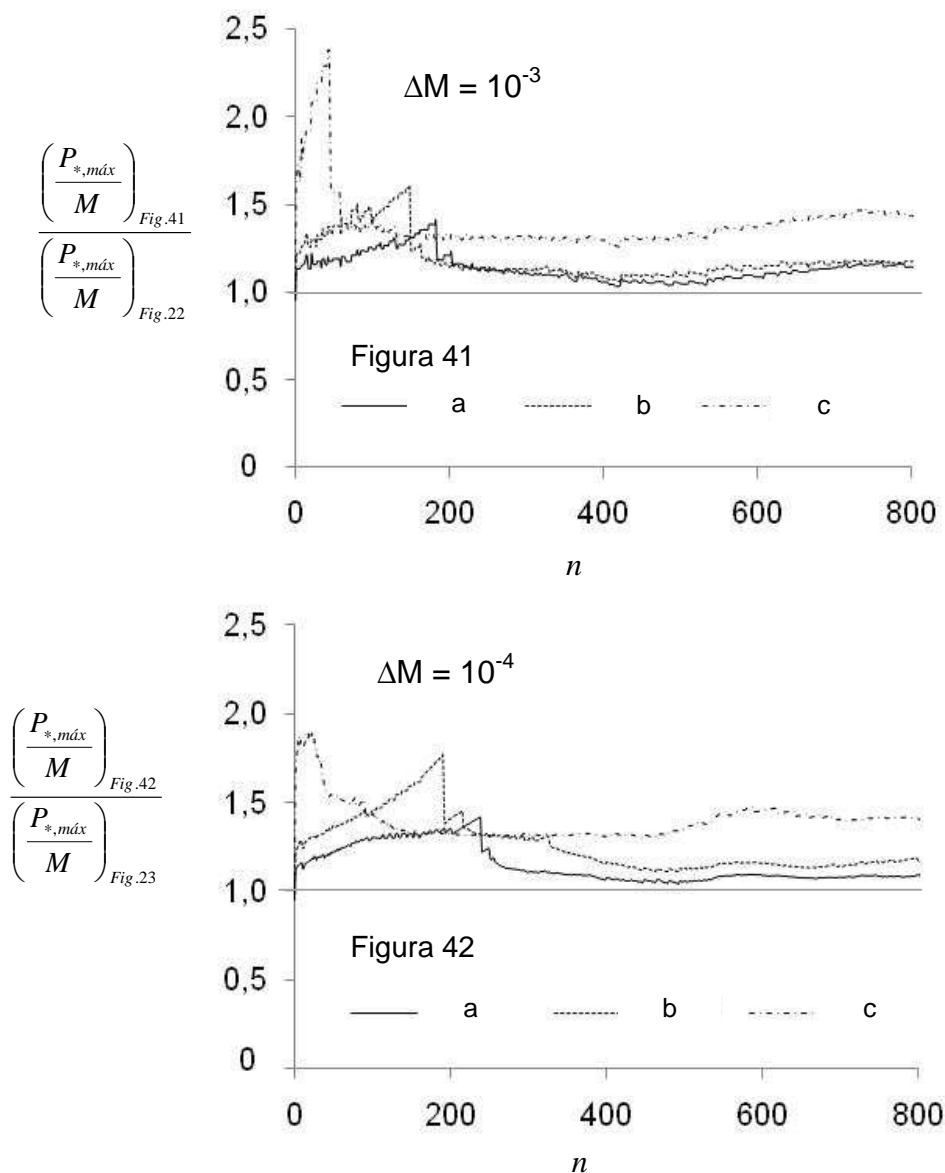 2,5
ΔM = 10⁻³
2,0
(P*,máx / M) Fig.41
1,5
(P*,máx / M) Fig.22
1,0
Figura 41
0,5
a b c
0
0 200 400 600 800
n
2,5
ΔM = 10⁻⁴
2,0
(P*,máx / M) Fig.42
1,5
(P*,máx / M) Fig.23
1,0
Figura 42
0,5
a b c
0
0 200 400 600 800
n